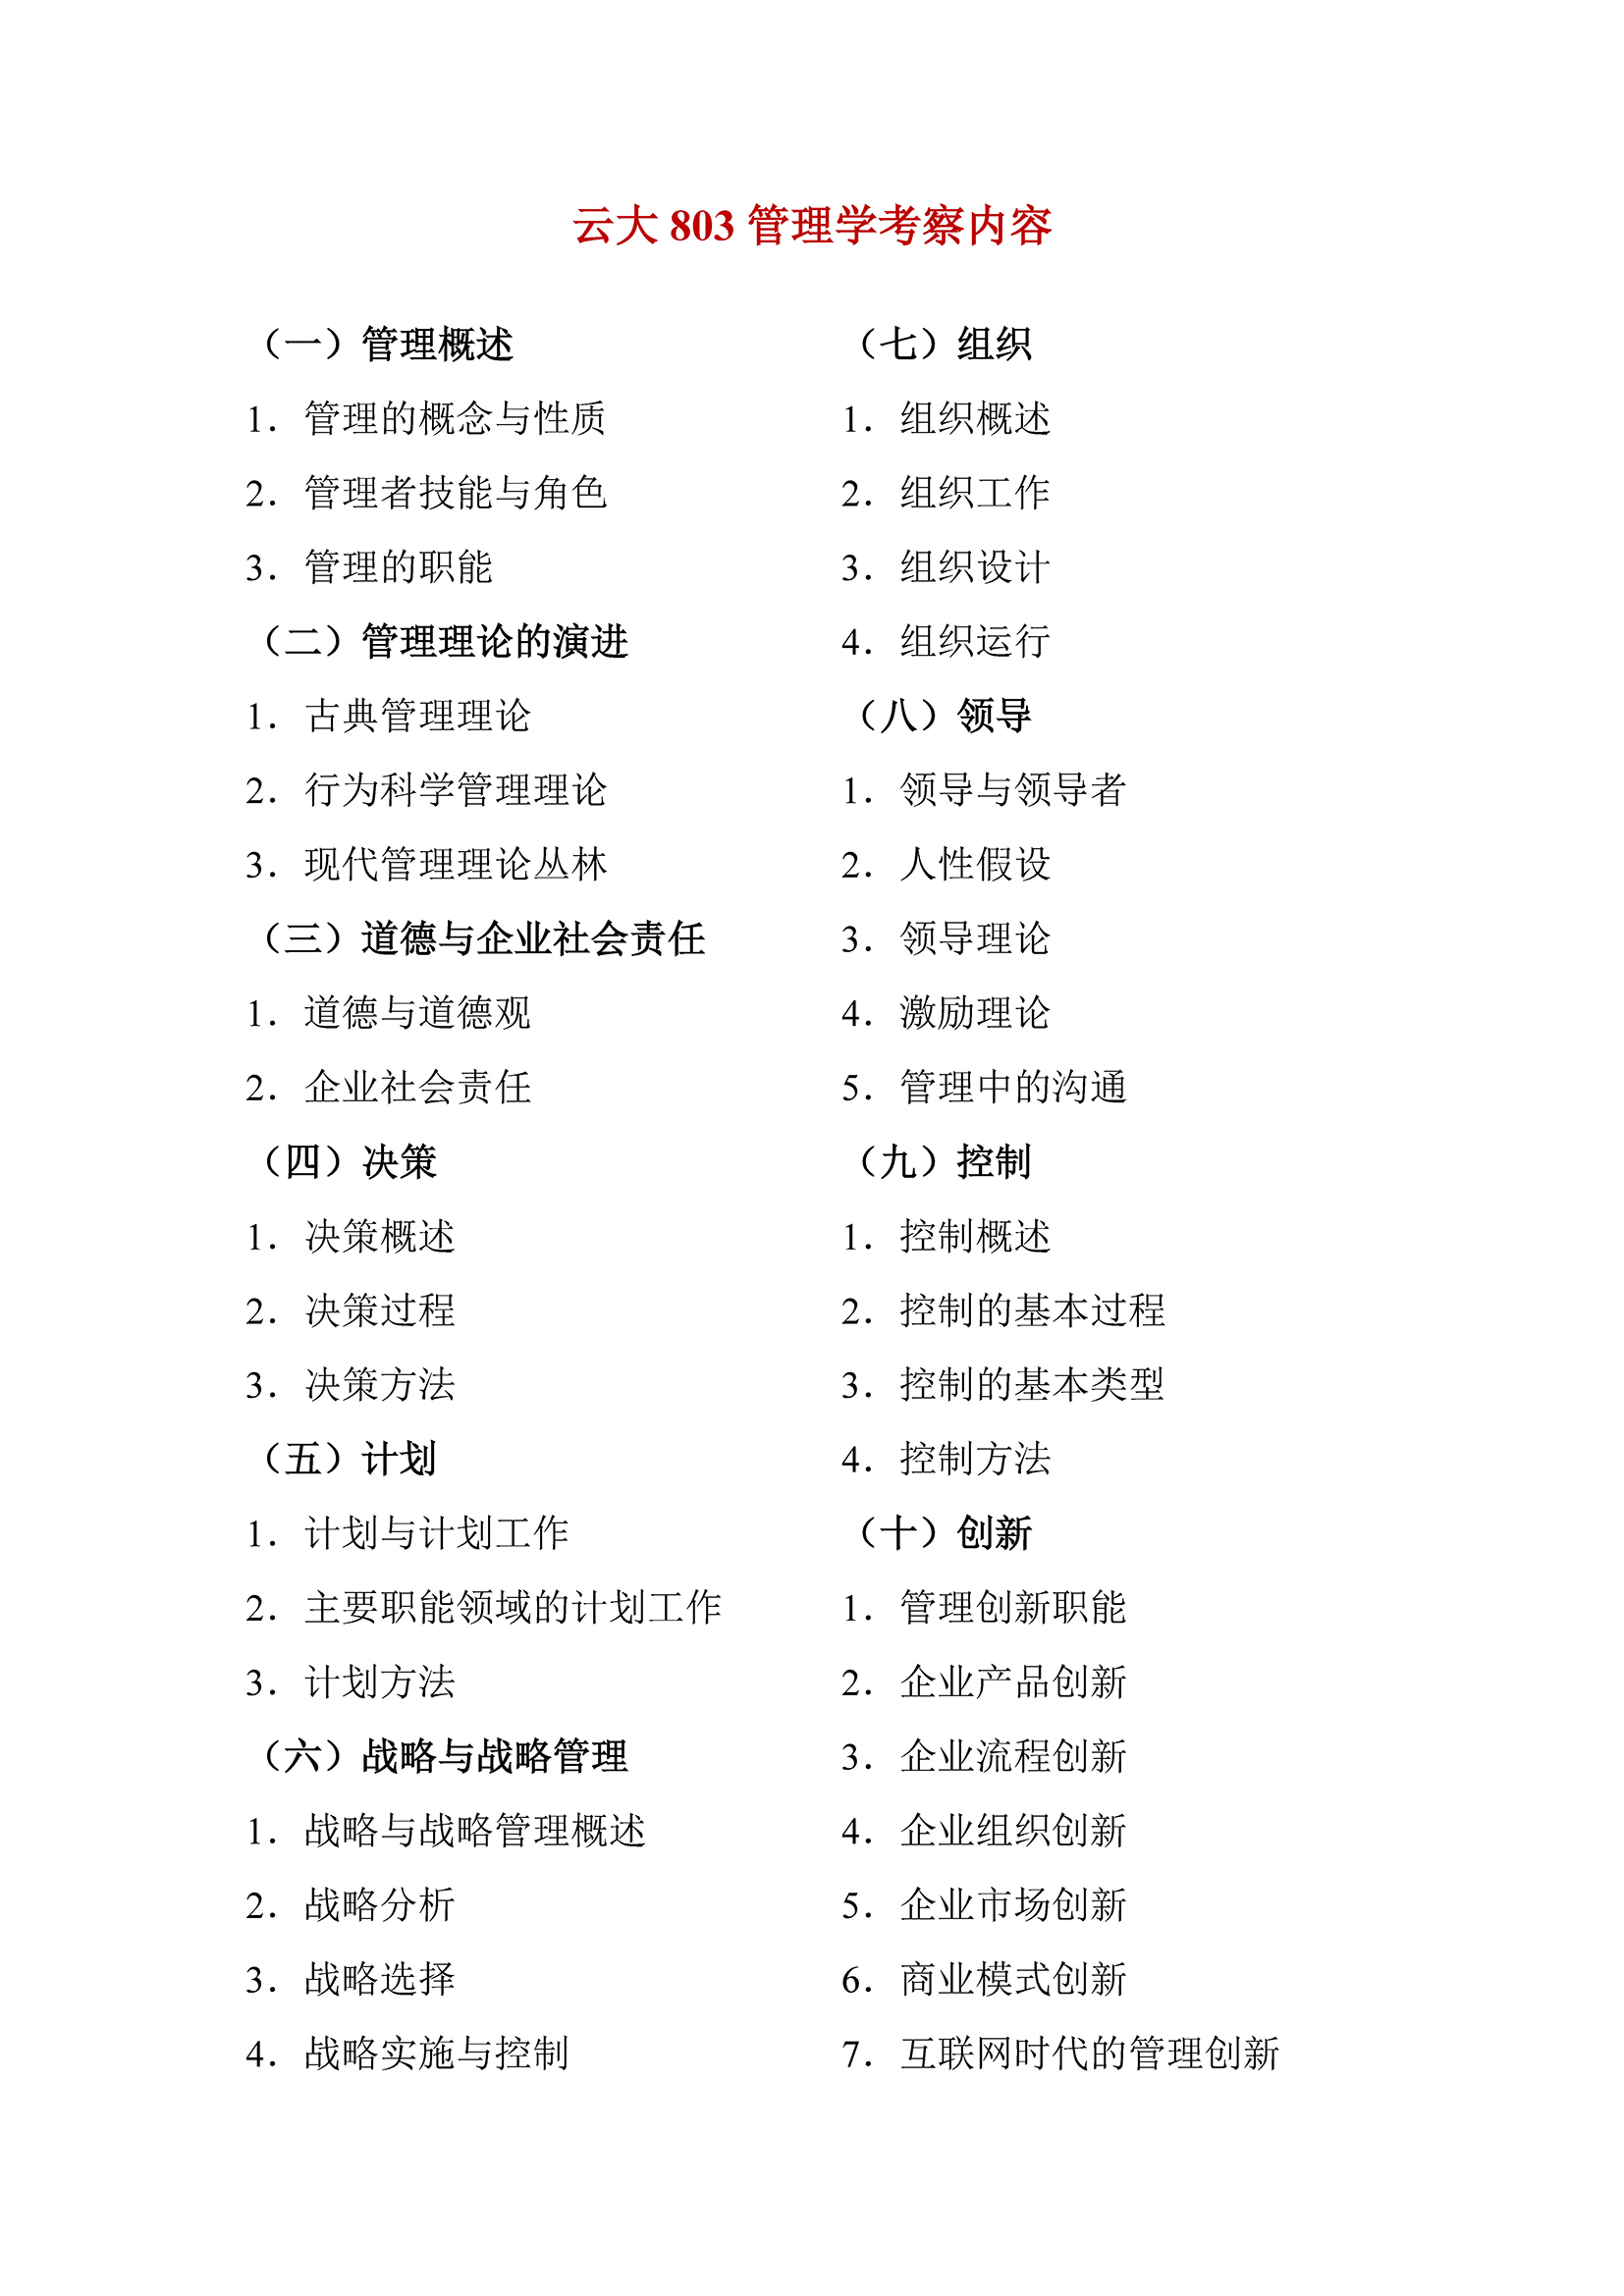 云大 803 管理学考察内容
（一）管理概述
1．管理的概念与性质
2．管理者技能与角色
3．管理的职能
（二）管理理论的演进
1．古典管理理论
2．行为科学管理理论
3．现代管理理论丛林
（三）道德与企业社会责任
1．道德与道德观
2．企业社会责任
（四）决策
1．决策概述
2．决策过程
3．决策方法
（五）计划
1．计划与计划工作
2．主要职能领域的计划工作
3．计划方法
（六）战略与战略管理
1．战略与战略管理概述
2．战略分析
3．战略选择
4．战略实施与控制
（七）组织
1．组织概述
2．组织工作
3．组织设计
4．组织运行
（八）领导
1．领导与领导者
2．人性假设
3．领导理论
4．激励理论
5．管理中的沟通
（九）控制
1．控制概述
2．控制的基本过程
3．控制的基本类型
4．控制方法
（十）创新
1．管理创新职能
2．企业产品创新
3．企业流程创新
4．企业组织创新
5．企业市场创新
6．商业模式创新
7．互联网时代的管理创新